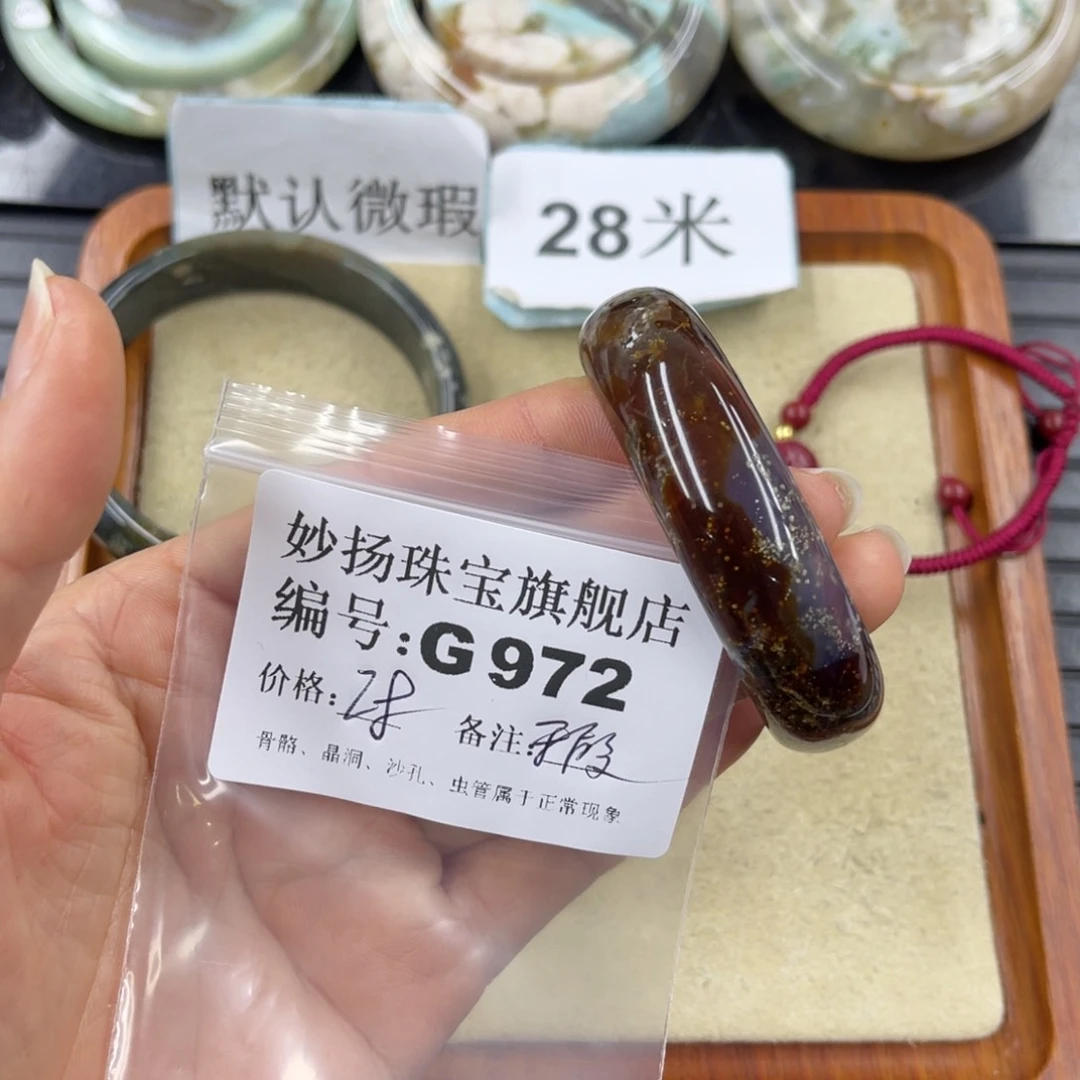 默认微瑕
28米
妙扬珠宝旗舰店
编号:G972
价格:28 备注:
骨骼、晶洞、沙孔、虫管属于正常现象